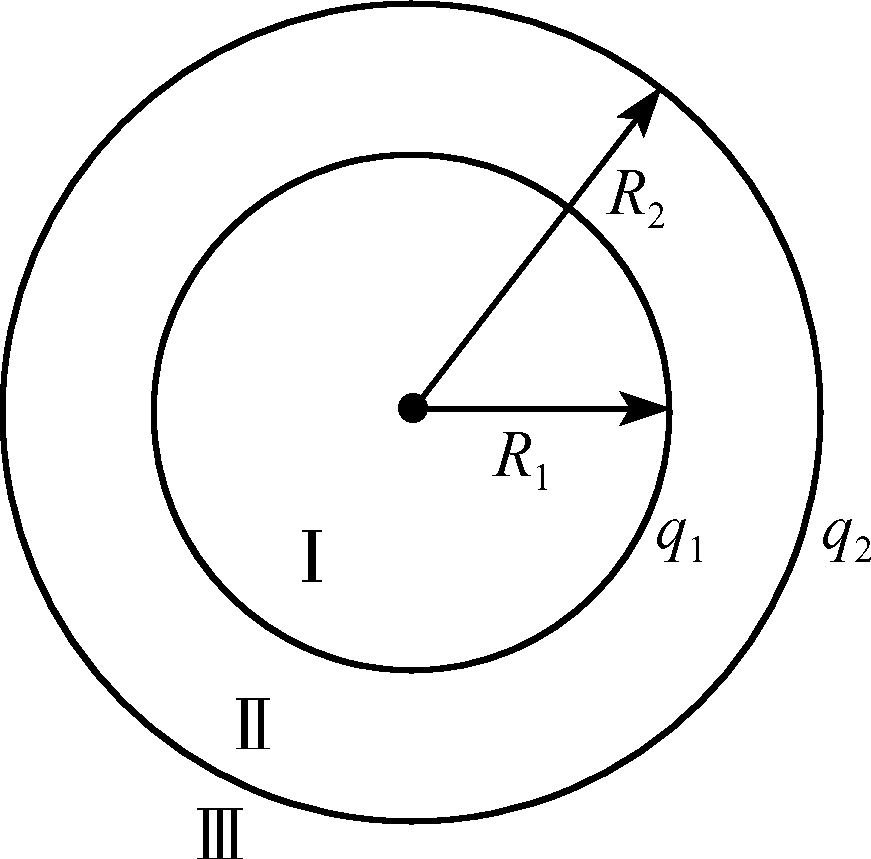 R₂
R₁
Ⅰ
q₁
q₂
Ⅱ
Ⅲ